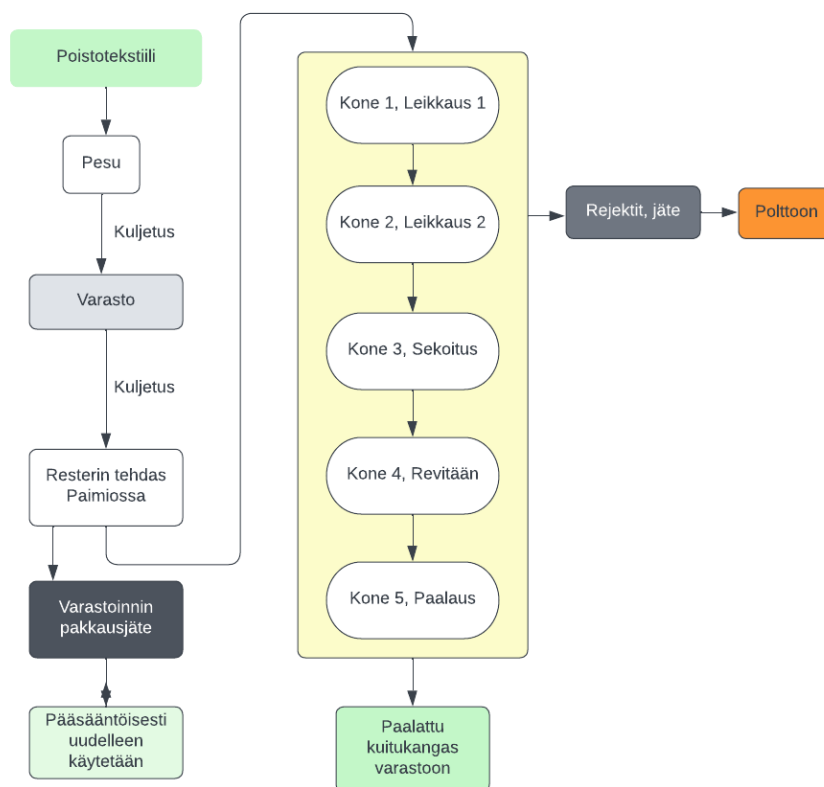 Poistotekstiili
Pesu
Kuljetus
Varasto
Kuljetus
Resterin tehdas
Paimiossa
Varastoinnin
pakkausjäte
Pääsääntöisesti
uudelleen
käytetään
Kone 1, Leikkaus 1
Kone 2, Leikkaus 2
Kone 3, Sekoitus
Kone 4, Revitään
Kone 5, Paalaus
Paalattu
kuitukangas
varastoon
Rejektit, jäte
Polttoon